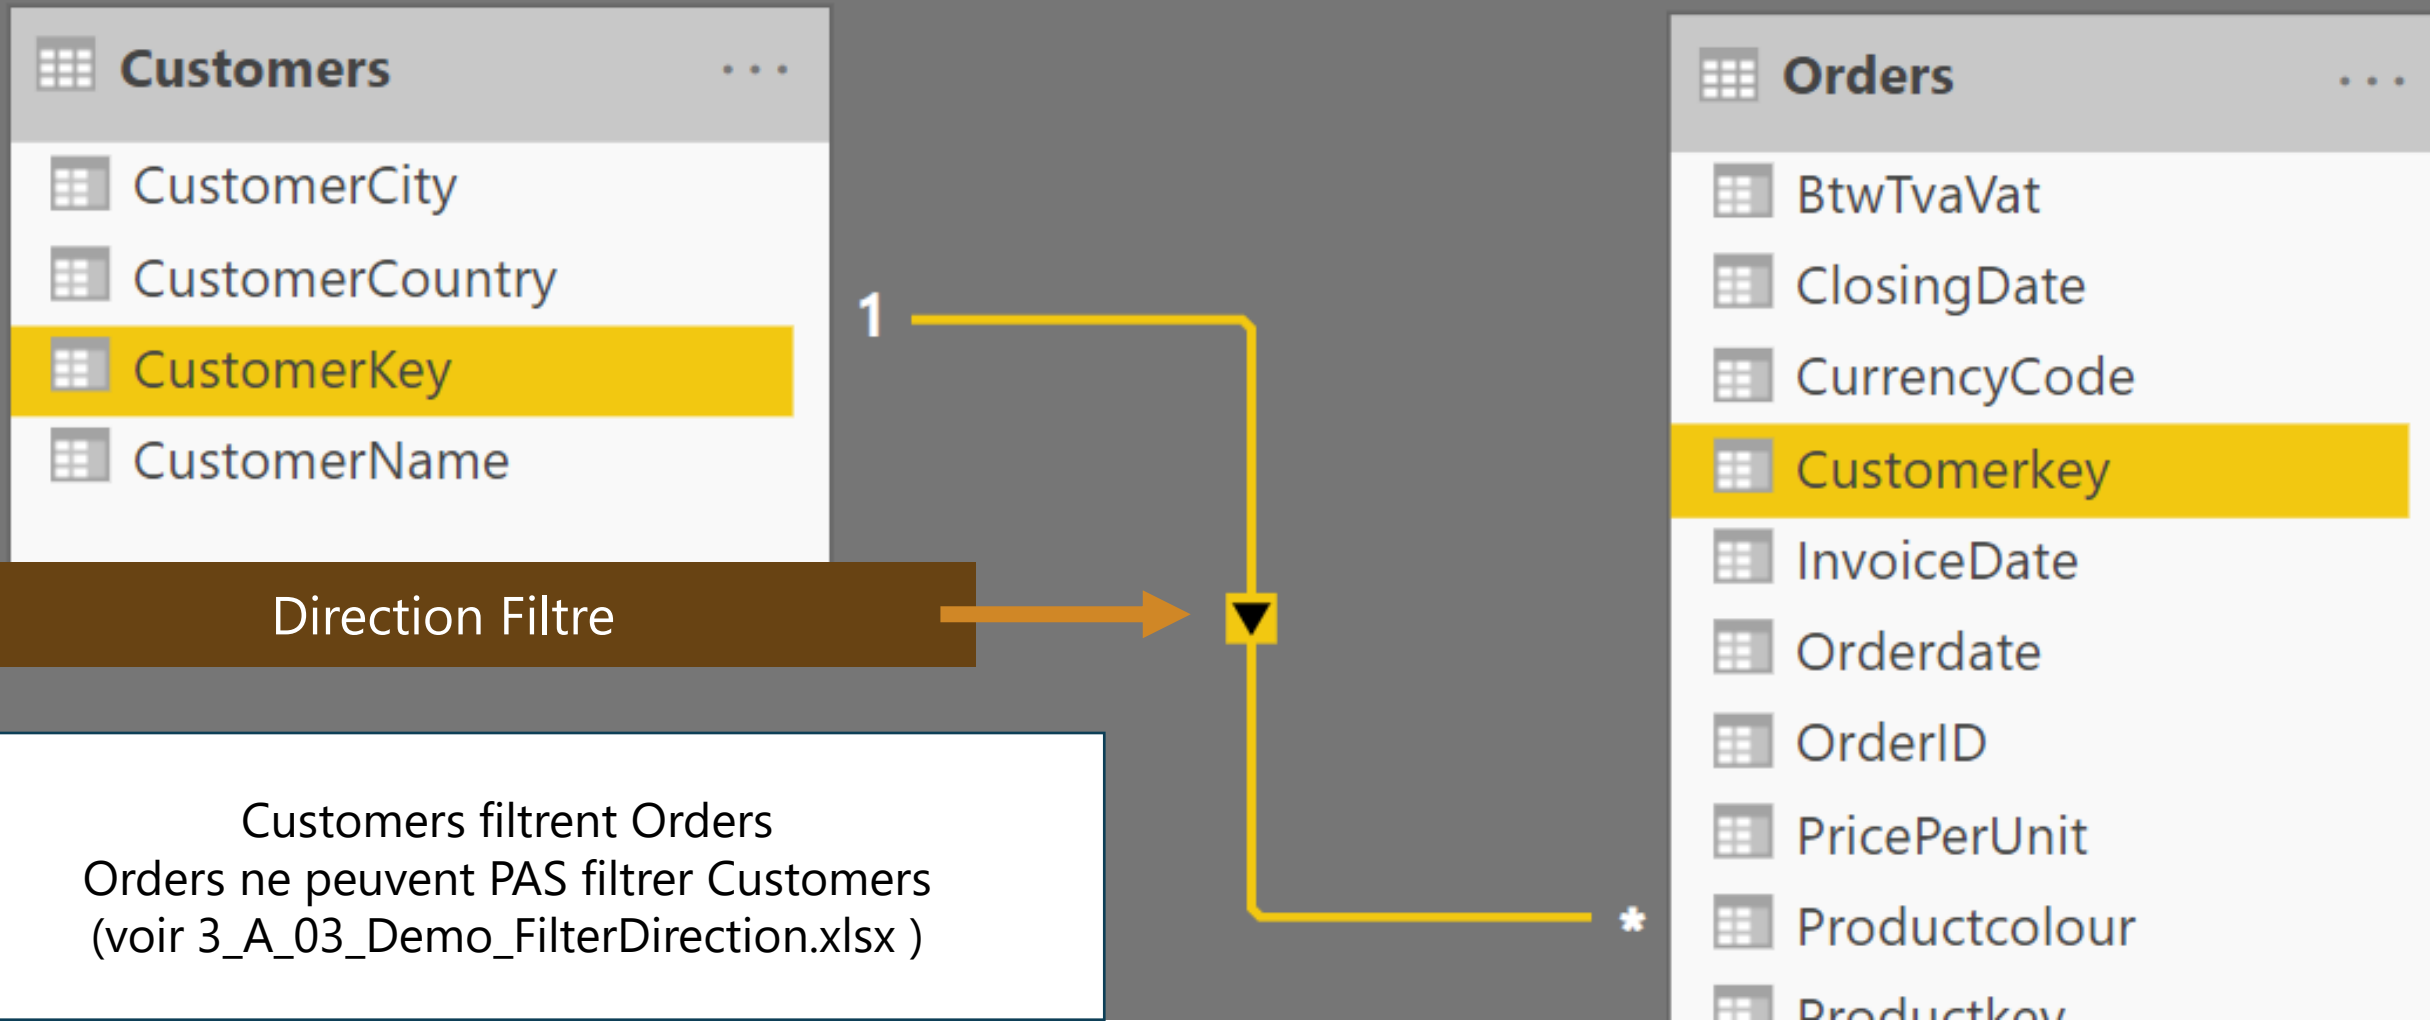 Customers
CustomerCity
CustomerCountry
CustomerKey
CustomerName
1
Direction Filtre
Customers filtrent Orders
Orders ne peuvent PAS filtrer Customers
(voir 3_A_03_Demo_FilterDirection.xlsx )
*
Orders
BtwTvaVat
ClosingDate
CurrencyCode
Customerkey
InvoiceDate
Orderdate
OrderID
PricePerUnit
Productcolour
Productkey